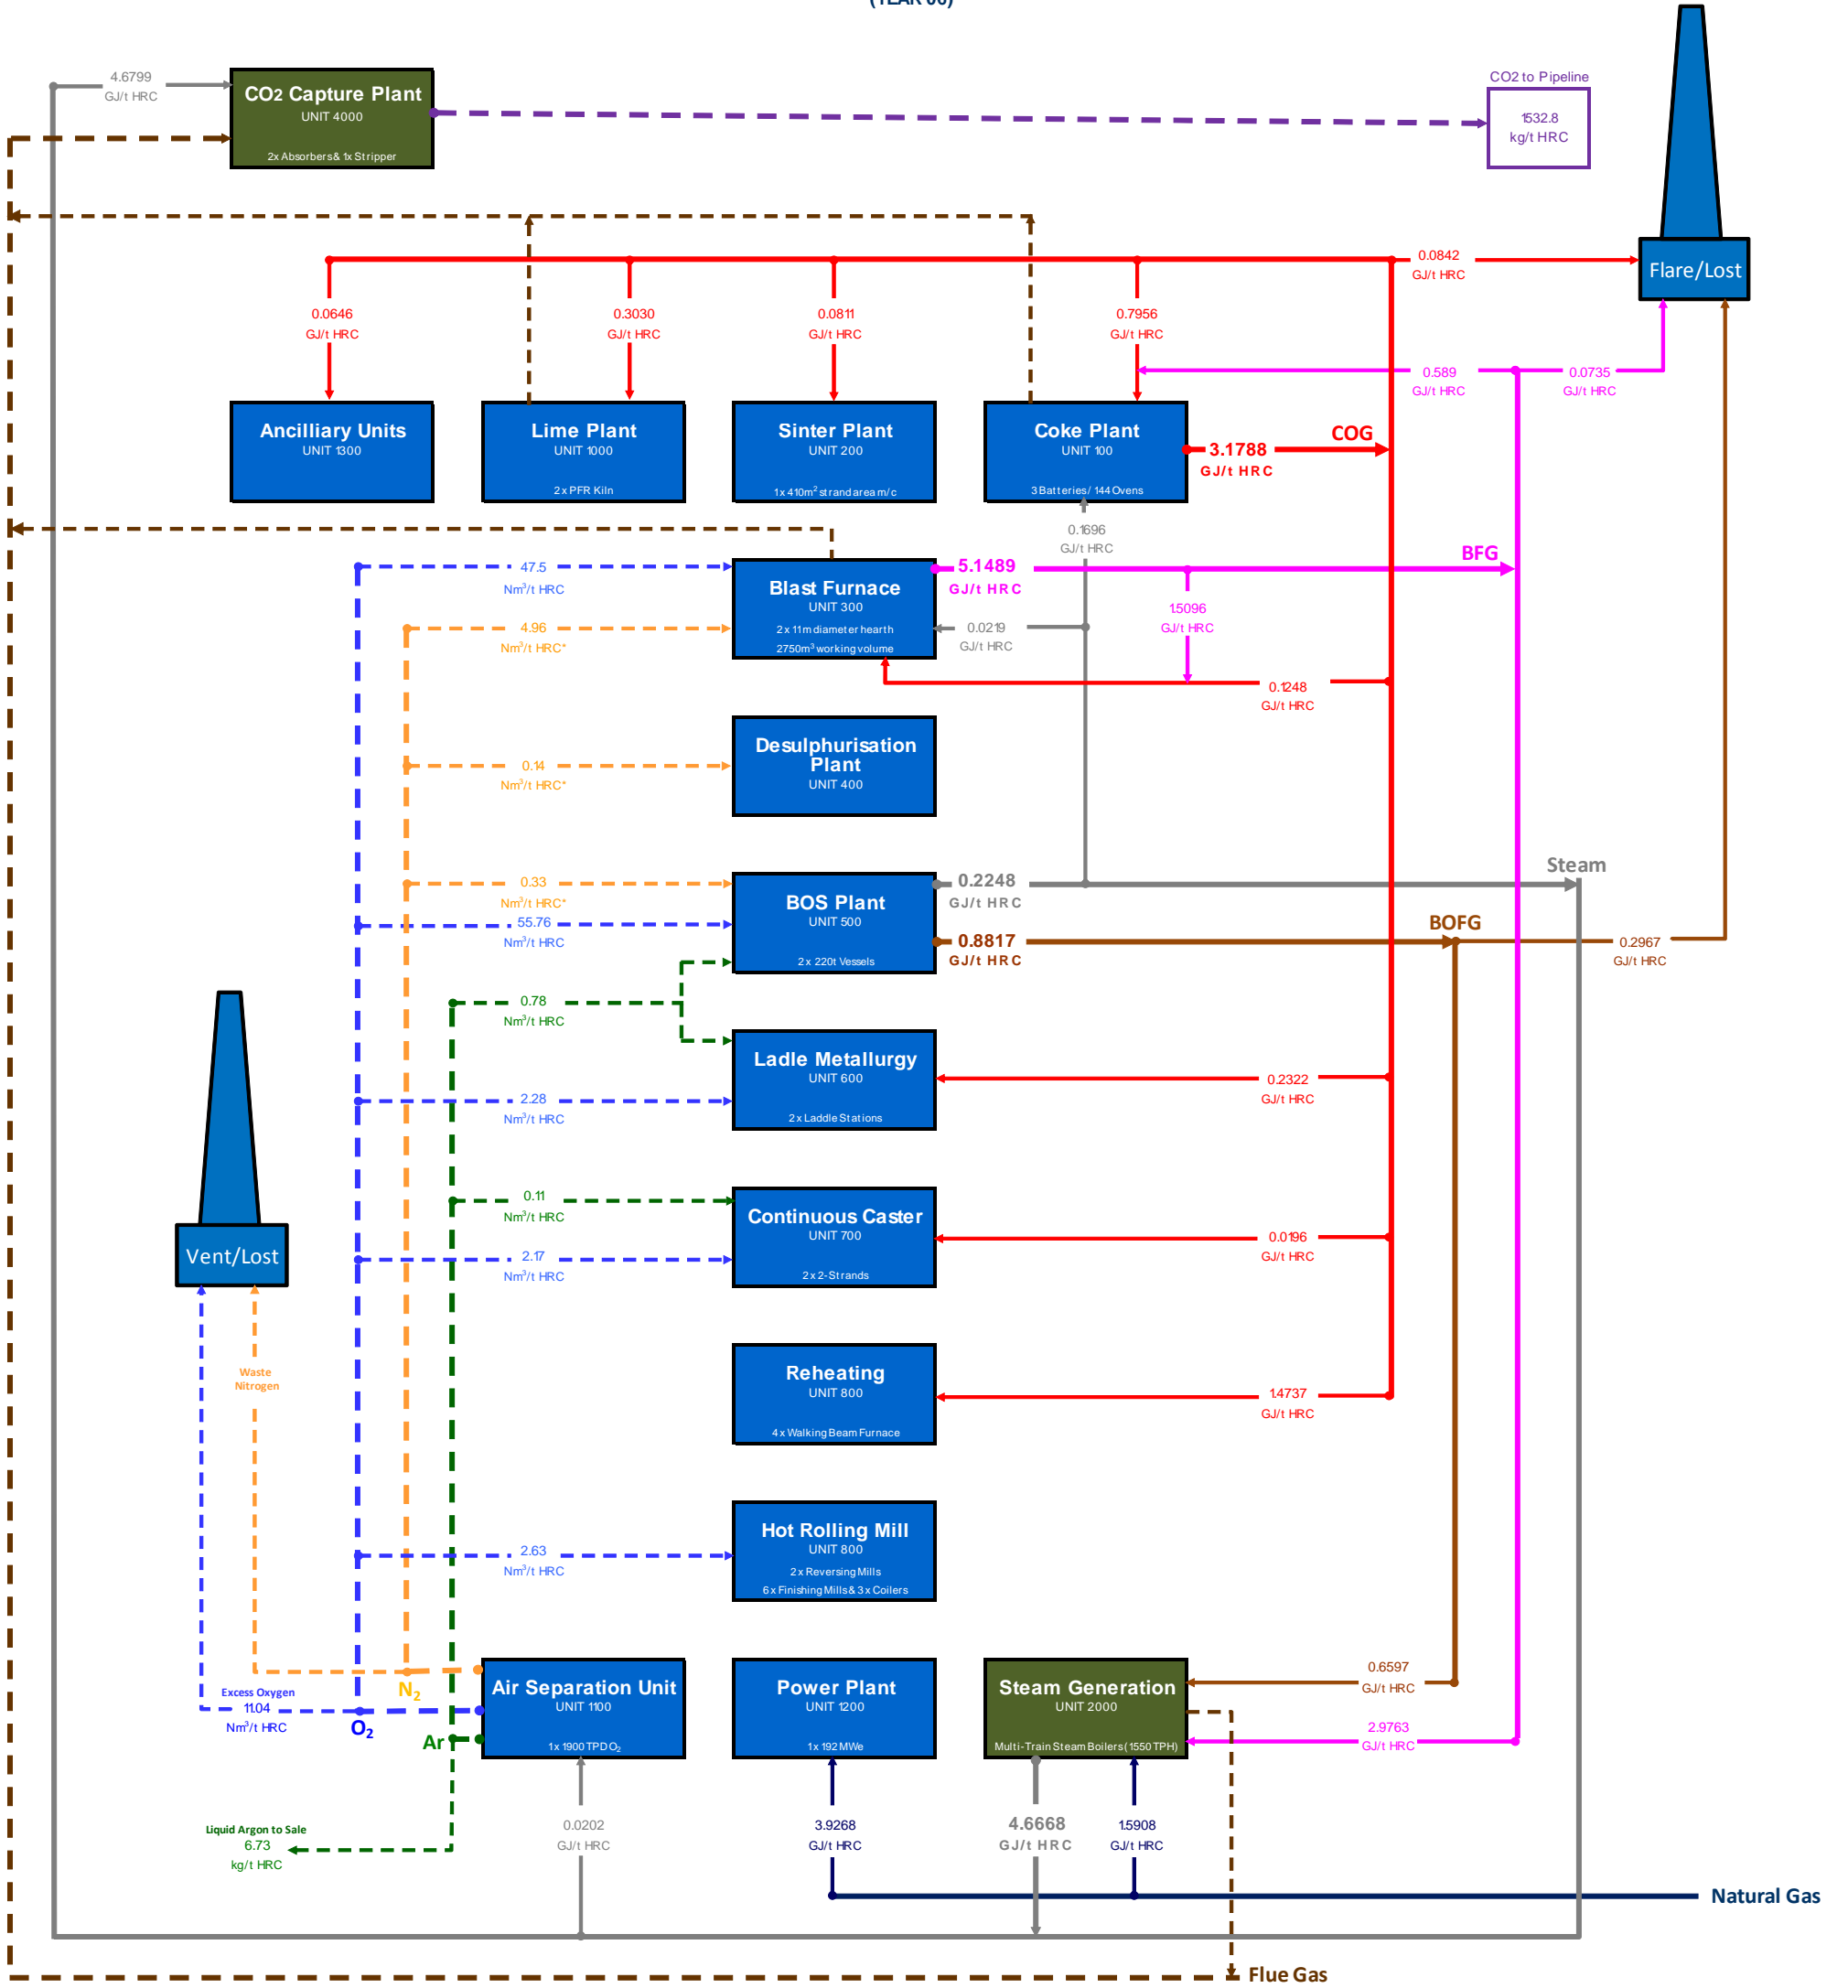 (YEAR 06)
CO2 to Pipeline
4.6799
GJ/t HRC
CO2 Capture Plant
UNIT 4000
2x Absorbers & 1x Stripper
1532.8
kg/t HRC
Flare/Lost
0.0842
GJ/t HRC
0.0646
GJ/t HRC
0.3030
GJ/t HRC
0.0811
GJ/t HRC
0.7956
GJ/t HRC
0.589
GJ/t HRC
0.0735
GJ/t HRC
Ancilliary Units
UNIT 1300
Lime Plant
UNIT 1000
2 x PFR Kiln
Sinter Plant
UNIT 200
1 x 410m² strand area m/c
Coke Plant
UNIT 100
3 Batteries / 144 Ovens
COG
3.1788
GJ/t HRC
0.1696
GJ/t HRC
47.5
Nm³/t HRC
4.96
Nm³/t HRC*
Blast Furnace
UNIT 300
2 x 11m diameter hearth
2750m³ working volume
5.1489
GJ/t HRC
BFG
0.0219
GJ/t HRC
1.5096
GJ/t HRC
0.1248
GJ/t HRC
0.14
Nm³/t HRC*
Desulphurisation
Plant
UNIT 400
0.33
Nm³/t HRC*
55.76
Nm³/t HRC
BOS Plant
UNIT 500
2 x 220t Vessels
0.2248
GJ/t HRC
Steam
0.8817
GJ/t HRC
BOFG
0.2967
GJ/t HRC
0.78
Nm³/t HRC
2.28
Nm³/t HRC
Ladle Metallurgy
UNIT 600
2 x Laddle Stations
0.2322
GJ/t HRC
Vent/Lost
0.11
Nm³/t HRC
2.17
Nm³/t HRC
Continuous Caster
UNIT 700
2 x 2-Strands
0.0196
GJ/t HRC
Waste
Nitrogen
Reheating
UNIT 800
4 x Walking Beam Furnace
1.4737
GJ/t HRC
2.63
Nm³/t HRC
Hot Rolling Mill
UNIT 800
2 x Reversing Mills
6 x Finishing Mills & 3 x Coilers
Excess Oxygen
11.04
Nm³/t HRC
N₂
O₂
Ar
Air Separation Unit
UNIT 1100
1 x 1900 TPD O₂
Power Plant
UNIT 1200
1 x 192 MWe
Steam Generation
UNIT 2000
Multi-Train Steam Boilers (1550 TPH)
0.6597
GJ/t HRC
2.9763
GJ/t HRC
Liquid Argon to Sale
6.73
kg/t HRC
0.0202
GJ/t HRC
3.9268
GJ/t HRC
4.6668
GJ/t HRC
1.5908
GJ/t HRC
Natural Gas
Flue Gas